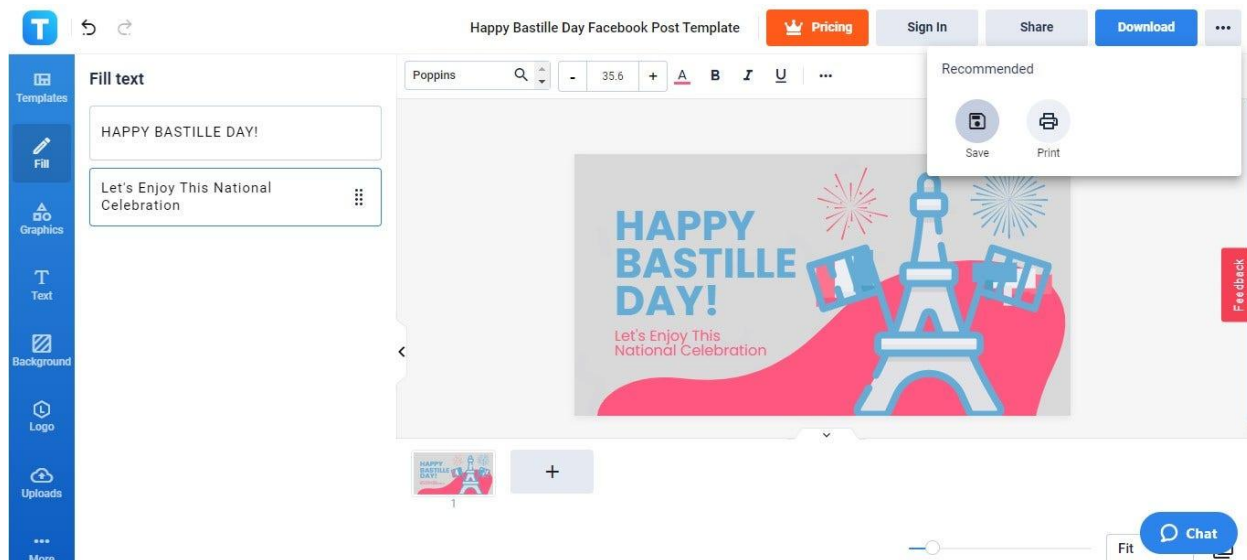 T
Happy Bastille Day Facebook Post Template
Pricing
Sign In
Share
Download
Templates
Fill
Graphics
Text
Background
Logo
Uploads
More
Fill text
HAPPY BASTILLE DAY!
Let's Enjoy This National
Celebration
Poppins
-
35.6
+
A
B
I
U
Recommended
Save
Print
HAPPY
BASTILLE
DAY!
Let's Enjoy This
National Celebration
Feedback
HAPPY
BASTILLE
DAY!
+
1
Fit
Chat